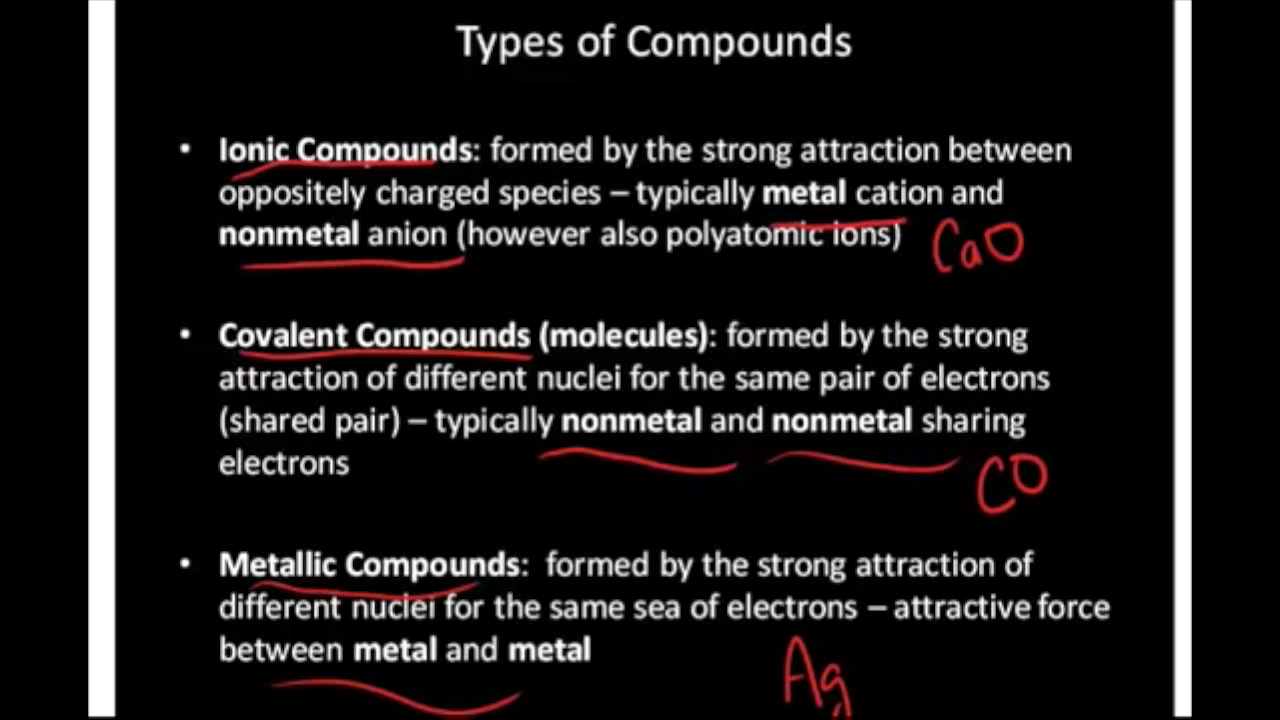 Types of Compounds
• Ionic Compounds: formed by the strong attraction between
oppositely charged species – typically metal cation and
nonmetal anion (however also polyatomic ions)
CaO
• Covalent Compounds (molecules): formed by the strong
attraction of different nuclei for the same pair of electrons
(shared pair) – typically nonmetal and nonmetal sharing
electrons
CO
• Metallic Compounds: formed by the strong attraction of
different nuclei for the same sea of electrons – attractive force
between metal and metal
Ag